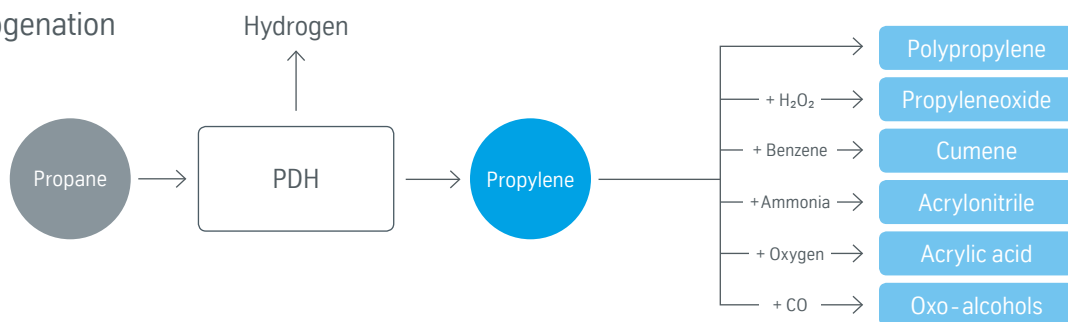 ogenation
Hydrogen
Propane
PDH
Propylene
Polypropylene
+ H₂O₂
Propyleneoxide
+ Benzene
Cumene
+Ammonia
Acrylonitrile
+ Oxygen
Acrylic acid
+ CO
Oxo-alcohols